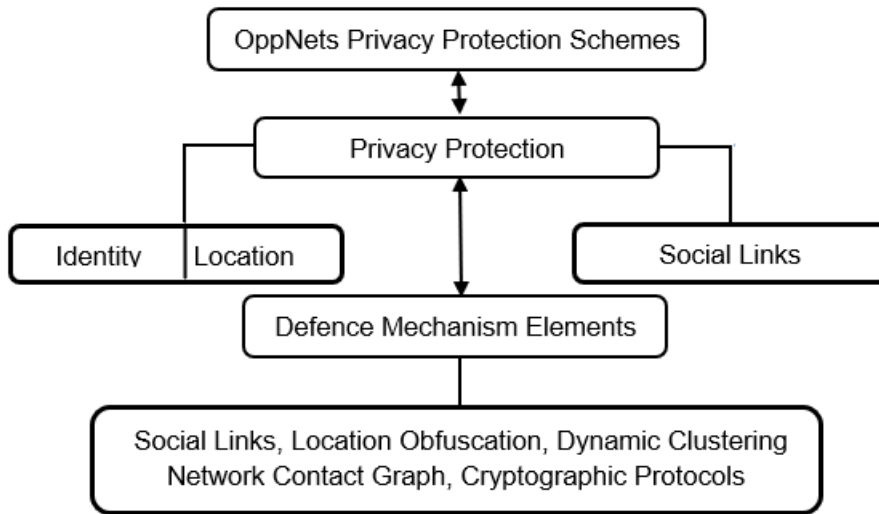 OppNets Privacy Protection Schemes
Privacy Protection
Identity Location
Social Links
Defence Mechanism Elements
Social Links, Location Obfuscation, Dynamic Clustering
Network Contact Graph, Cryptographic Protocols